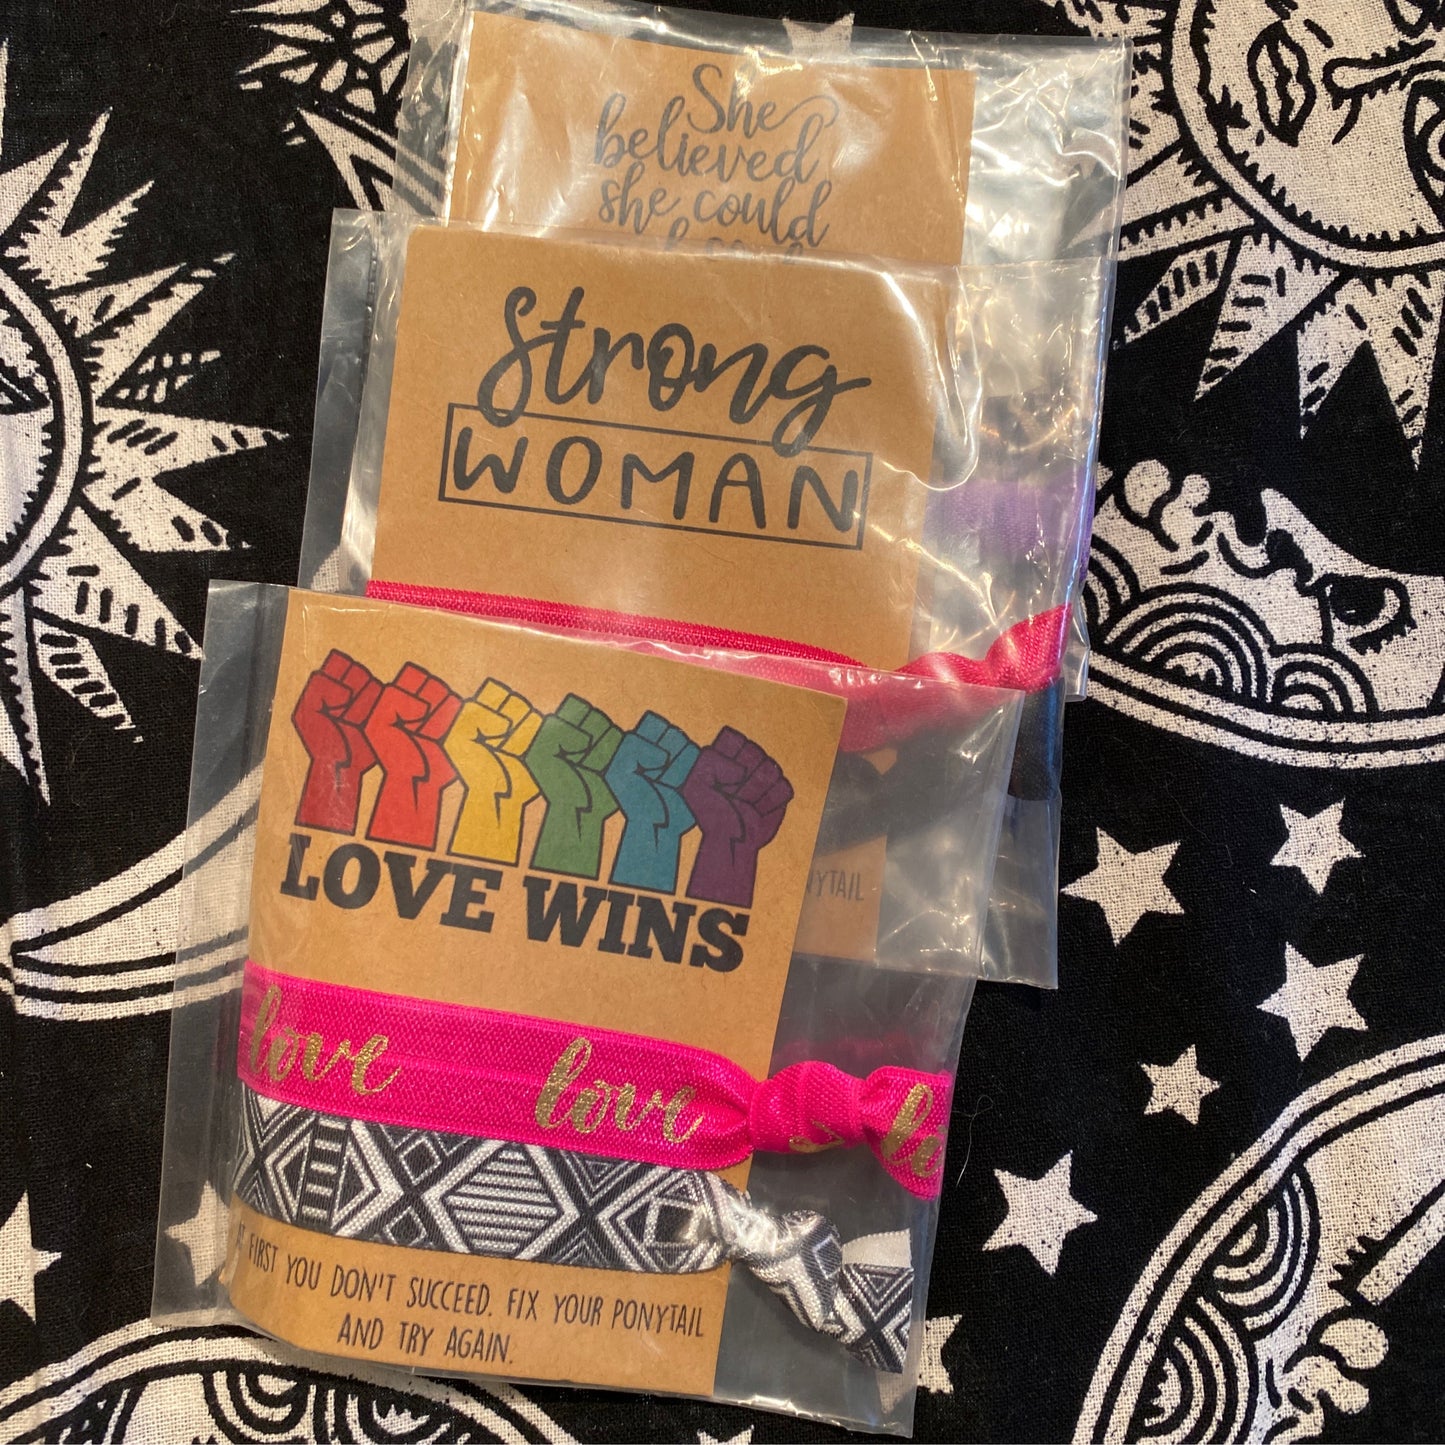 She
believed
she could
Strong
WOMAN
NYTAIL
LOVE WINS
love love
FIRST YOU DON'T SUCCEED, FIX YOUR PONYTAIL
AND TRY AGAIN.